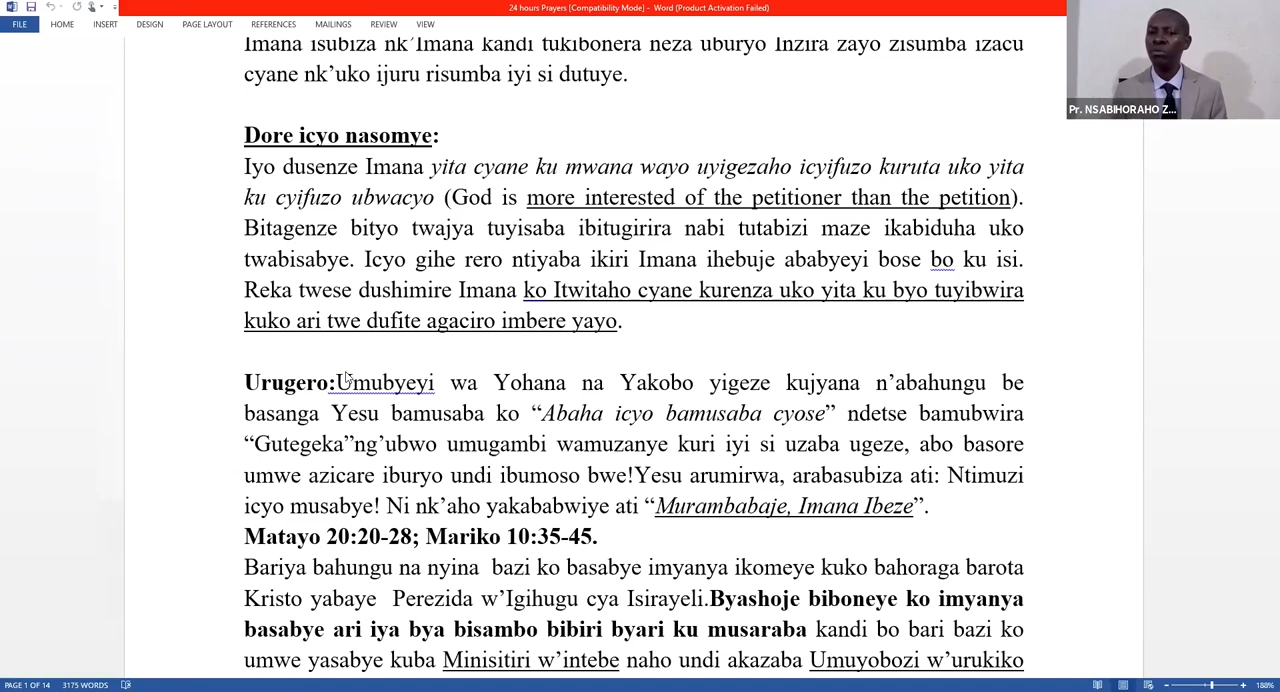 24 hours Prayers [Compatibility Mode] - Word (Product Activation Failed)
FILE HOME INSERT DESIGN PAGE LAYOUT REFERENCES MAILINGS REVIEW VIEW
Imana isubiza nk'Imana kandi tukibonera neza uburyo Inzira zayo zisumba izacu
cyane nk'uko ijuru risumba iyi si dutuye.
Dore icyo nasomye:
Iyo dusenze Imana yita cyane ku mwana wayo uyigezaho icyifuzo kuruta uko yita
ku cyifuzo ubwacyo (God is more interested of the petitioner than the petition).
Bitagenze bityo twajya tuyisaba ibitugirira nabi tutabizi maze ikabiduha uko
twabisabye. Icyo gihe rero ntiyaba ikiri Imana ihebuje ababyeyi bose bo ku isi.
Reka twese dushimire Imana ko Itwitaho cyane kurenza uko yita ku byo tuyibwira
kuko ari twe dufite agaciro imbere yayo.
Urugero:Umubyeyi wa Yohana na Yakobo yigeze kujyana n'abahungu be
basanga Yesu bamusaba ko “Abaha icyo bamusaba cyose” ndetse bamubwira
“Gutegeka”ng'ubwo umugambi wamuzanye kuri iyi si uzaba ugeze, abo basore
umwe azicare iburyo undi ibumoso bwe!Yesu arumirwa, arabasubiza ati: Ntimuzi
icyo musabye! Ni nk'aho yakababwiye ati “Murambabaje, Imana Ibeze”.
Matayo 20:20-28; Mariko 10:35-45.
Bariya bahungu na nyina bazi ko basabye imyanya ikomeye kuko bahoraga barota
Kristo yabaye Perezida w'Igihugu cya Isirayeli.Byashoje biboneye ko imyanya
basabye ari iya bya bisambo bibiri byari ku musaraba kandi bo bari bazi ko
umwe yasabye kuba Minisitiri w'intebe naho undi akazaba Umuyobozi w'urukiko
Pr. NSABIHORAHO Z...
PAGE 1 OF 14 3175 WORDS
188%